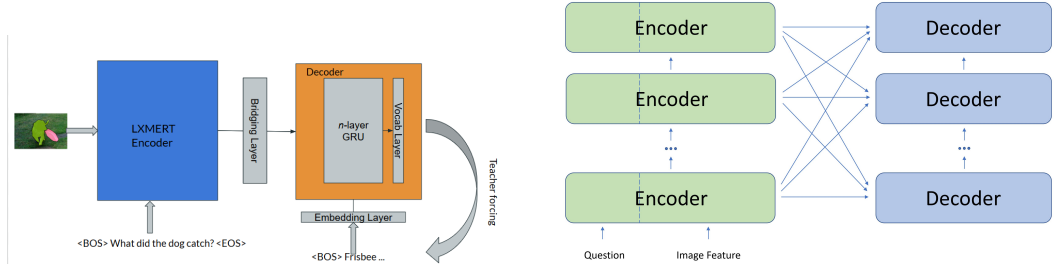 LXMERT
Encoder
<BOS> What did the dog catch? <EOS>
Bridging Layer
Decoder
n-layer
GRU
Vocab Layer
Embedding Layer
<BOS> Frisbee ...
Teacher forcing
Encoder
Decoder
Encoder
Decoder
...
...
Encoder
Decoder
Question
Image Feature